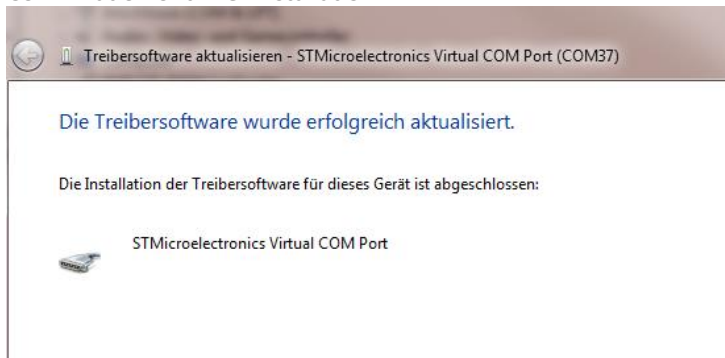 Treibersoftware aktualisieren - STMicroelectronics Virtual COM Port (COM37)
Die Treibersoftware wurde erfolgreich aktualisiert.
Die Installation der Treibersoftware für dieses Gerät ist abgeschlossen:
STMicroelectronics Virtual COM Port